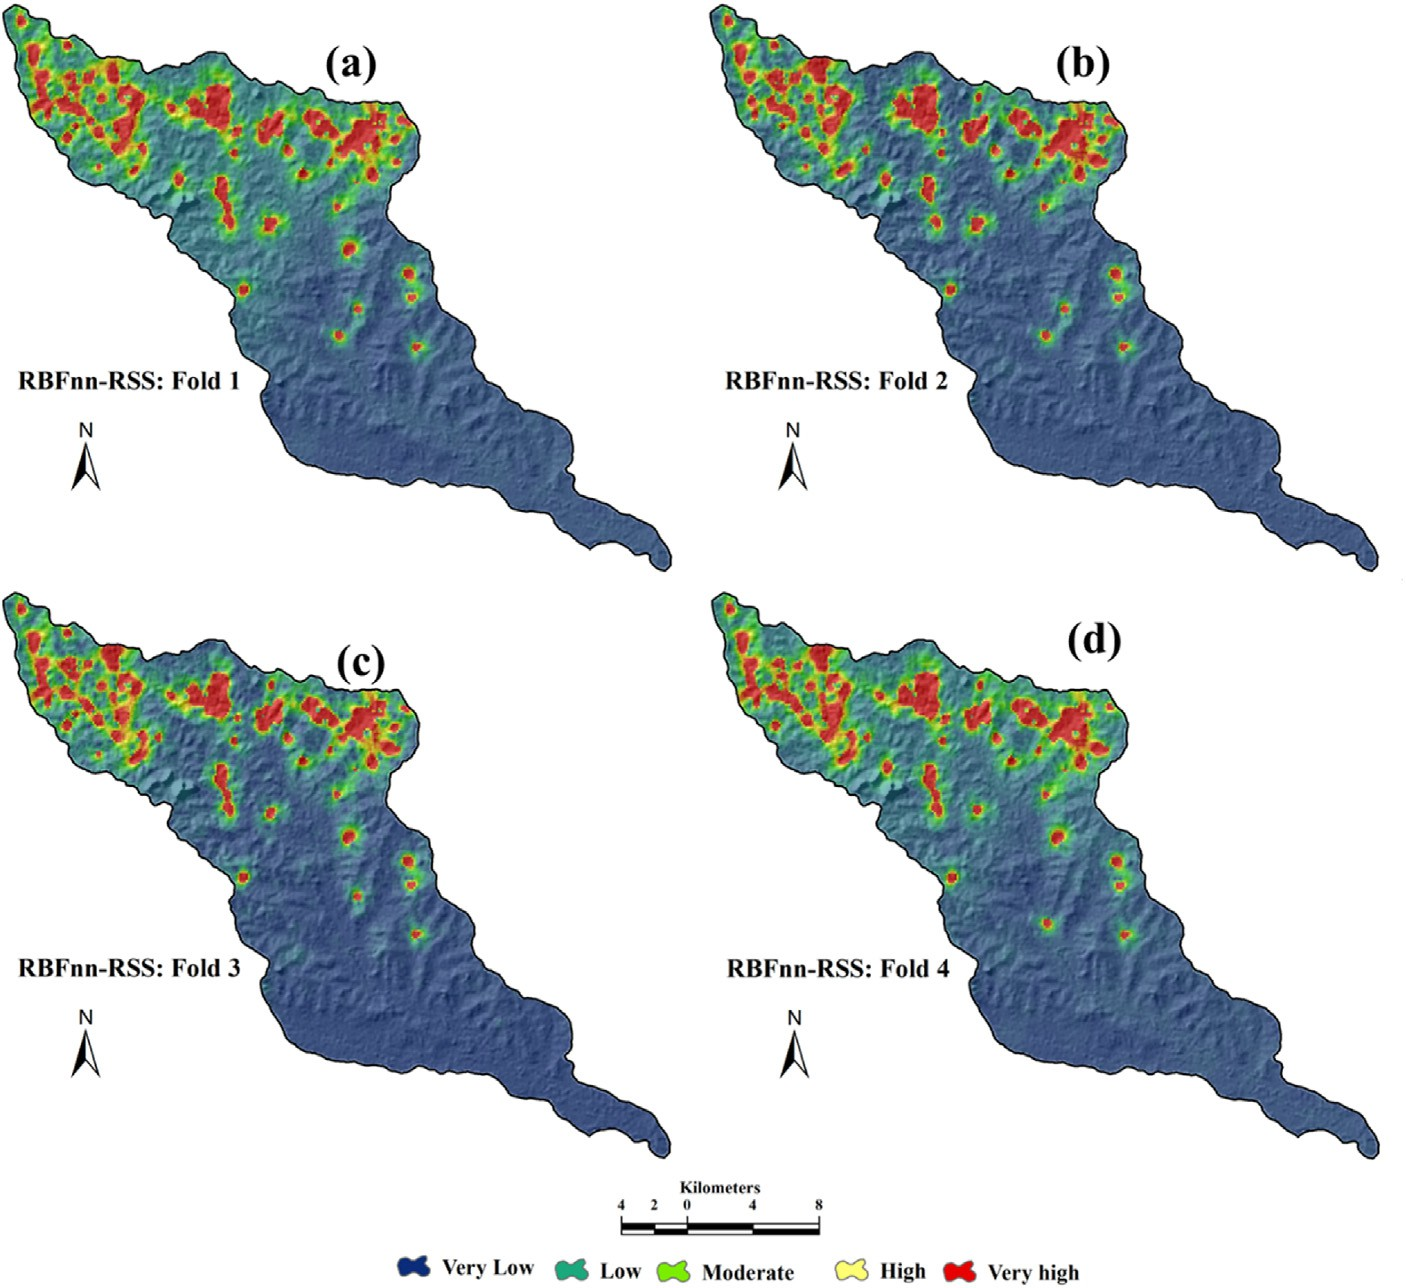 (a)
(b)
RBFnn-RSS: Fold 1
RBFnn-RSS: Fold 2
N
N
(c)
(d)
RBFnn-RSS: Fold 3
RBFnn-RSS: Fold 4
N
N
Kilometers
4 2 0 4 8
Very Low Low Moderate High Very high